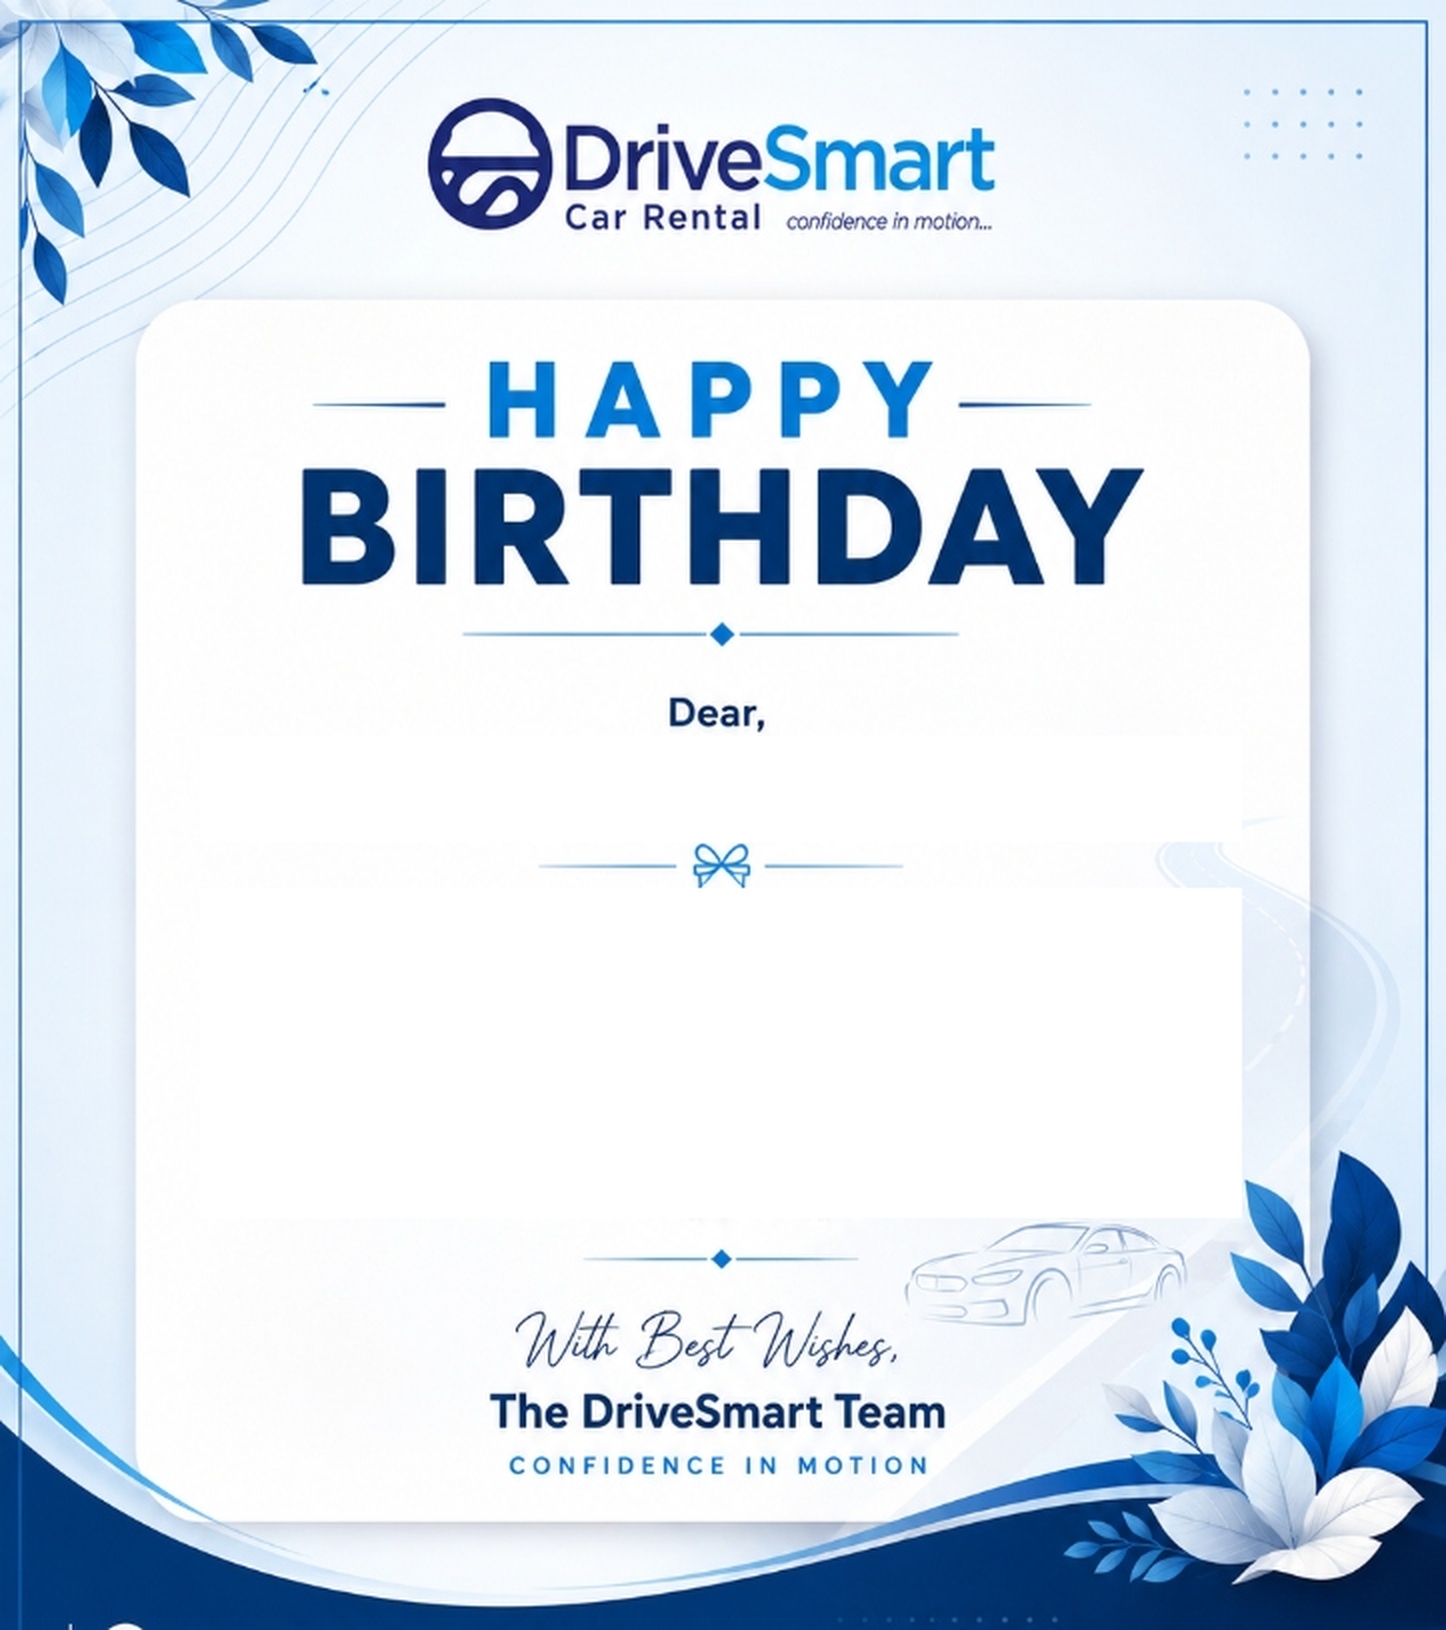 DriveSmart
Car Rental confidence in motion...
HAPPY
BIRTHDAY
Dear,
With Best Wishes,
The DriveSmart Team
CONFIDENCE IN MOTION